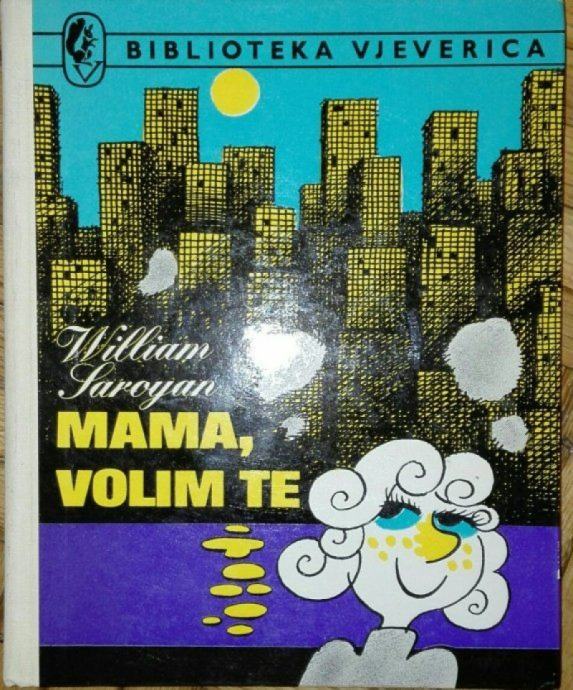 BIBLIOTEKA VJEVERICA
William
Saroyan
MAMA,
VOLIM TE